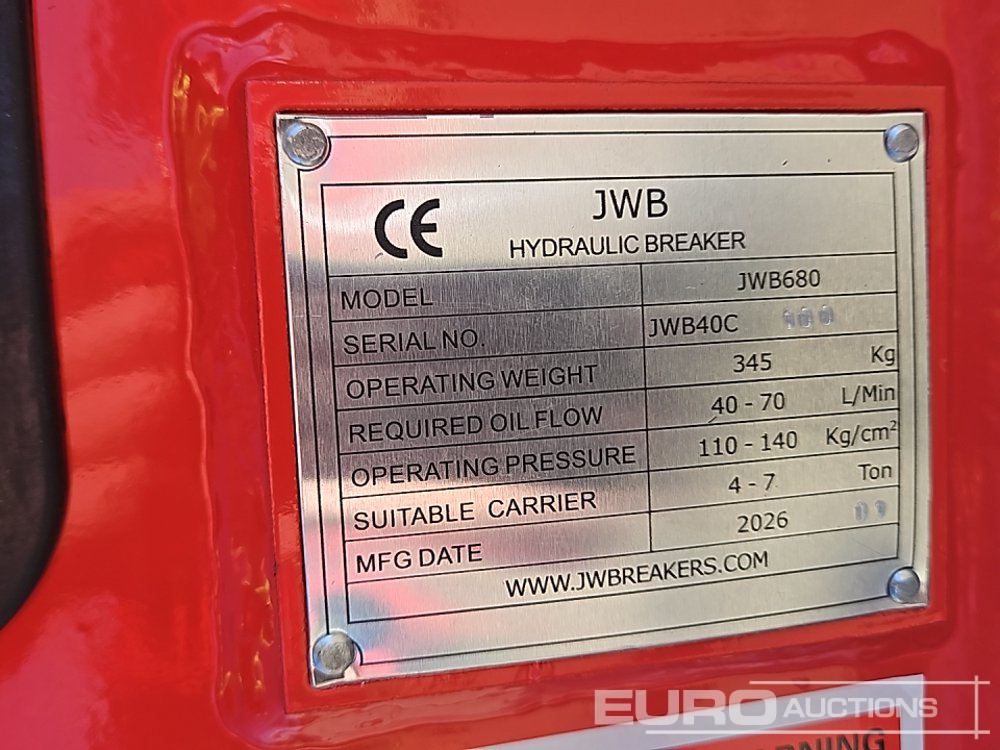 CE
JWB
HYDRAULIC BREAKER
MODEL JWB680
SERIAL NO. JWB40C 100
OPERATING WEIGHT 345 Kg
REQUIRED OIL FLOW 40 - 70 L/Min
OPERATING PRESSURE 110 - 140 Kg/cm²
SUITABLE CARRIER 4 - 7 Ton
MFG DATE 2026
WWW.JWBREAKERS.COM
EURO AUCTIONS